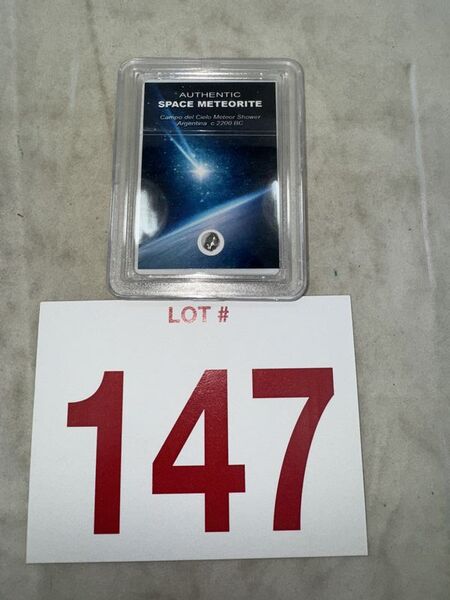 AUTHENTIC
SPACE METEORITE
Campo del Cielo Meteor Shower
Argentina c 2200 BC
LOT #
147